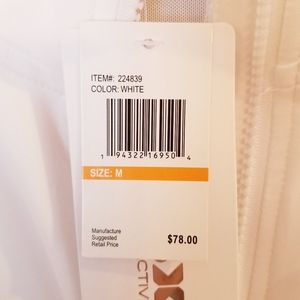 ITEM#: 224839
COLOR: WHITE
1 94322 16950 4
SIZE: M
Manufacture
Suggested
Retail Price
$78.00